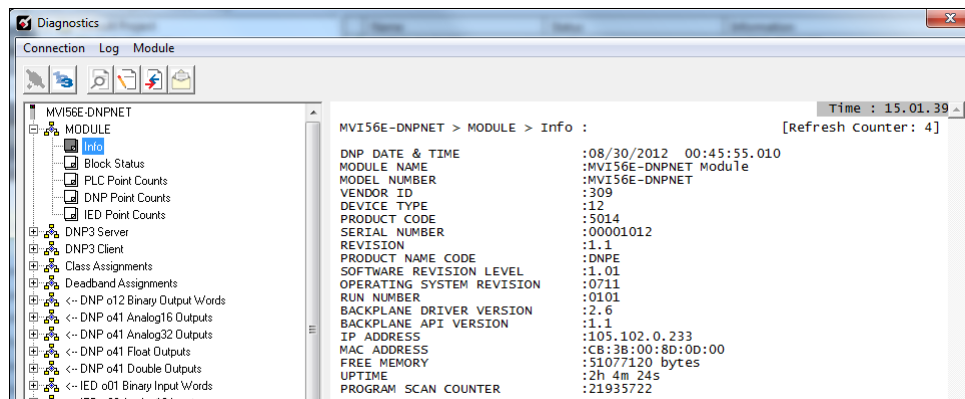 Diagnostics
Connection Log Module
MVI56E-DNPNET
MODULE
Info
Block Status
PLC Point Counts
DNP Point Counts
IED Point Counts
DNP3 Server
DNP3 Client
Class Assignments
Deadband Assignments
<-- DNP o12 Binary Output Words
<-- DNP o41 Analog16 Outputs
<-- DNP o41 Analog32 Outputs
<-- DNP o41 Float Outputs
<-- DNP o41 Double Outputs
<-- IED o01 Binary Input Words
Time : 15.01.39
MVI56E-DNPNET > MODULE > Info : [Refresh Counter: 4]
DNP DATE & TIME :08/30/2012 00:45:55.010
MODULE NAME :MVI56E-DNPNET Module
MODEL NUMBER :MVI56E-DNPNET
VENDOR ID :309
DEVICE TYPE :12
PRODUCT CODE :5014
SERIAL NUMBER :00001012
REVISION :1.1
PRODUCT NAME CODE :DNPE
SOFTWARE REVISION LEVEL :1.01
OPERATING SYSTEM REVISION :0711
RUN NUMBER :0101
BACKPLANE DRIVER VERSION :2.6
BACKPLANE API VERSION :1.1
IP ADDRESS :105.102.0.233
MAC ADDRESS :CB:3B:00:8D:0D:00
FREE MEMORY :51077120 bytes
UPTIME :2h 4m 24s
PROGRAM SCAN COUNTER :21935722